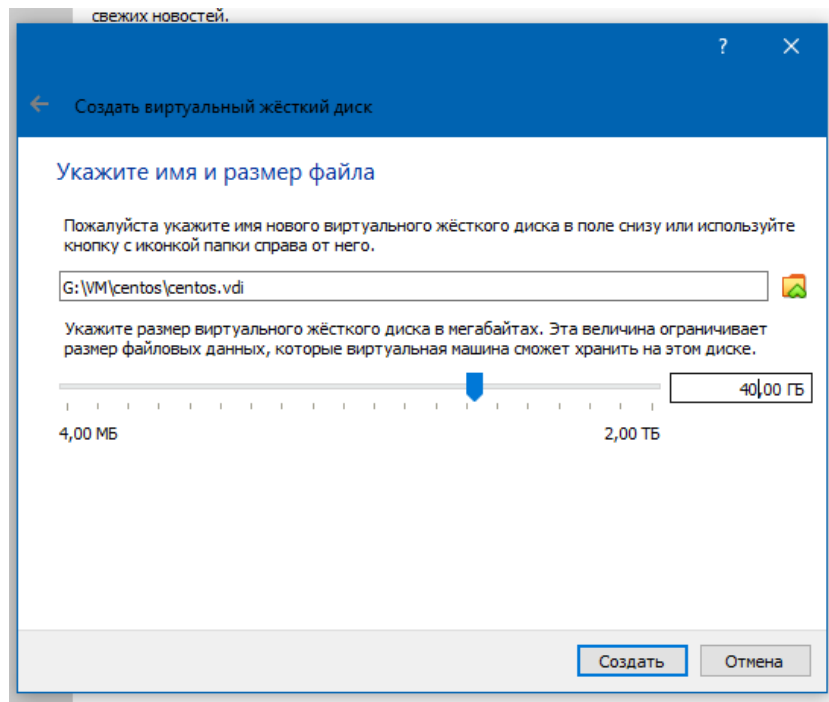 свежих новостей.
?
Создать виртуальный жёсткий диск
Укажите имя и размер файла
Пожалуйста укажите имя нового виртуального жёсткого диска в поле снизу или используйте
кнопку с иконкой папки справа от него.
G:\VM\centos\centos.vdi
Укажите размер виртуального жёсткого диска в мегабайтах. Эта величина ограничивает
размер файловых данных, которые виртуальная машина сможет хранить на этом диске.
40,00 ГБ
4,00 МБ 2,00 ТБ
Создать Отмена